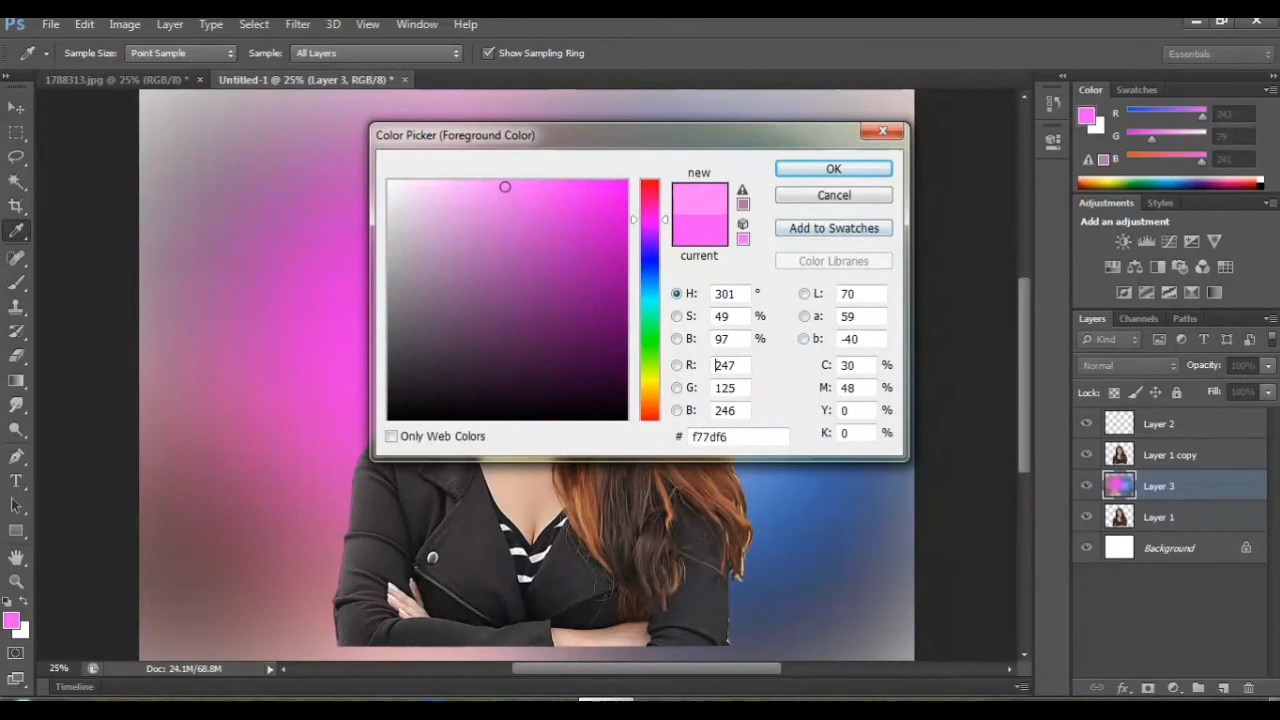 Ps File Edit Image Layer Type Select Filter 3D View Window Help
Sample Size: Point Sample Sample: All Layers Show Sampling Ring Essentials
1788313.jpg @ 25% (RGB/8) * × Untitled-1 @ 25% (Layer 3, RGB/8) * ×
Color Swatches
R 243
G 79
B 241
Adjustments Styles
Add an adjustment
Layers Channels Paths
Kind
Normal Opacity: 100%
Lock: Fill: 100%
Layer 2
Layer 1 copy
Layer 3
Layer 1
Background
Color Picker (Foreground Color)
new
current
OK
Cancel
Add to Swatches
Color Libraries
H: 301 ° L: 70
S: 49 % a: 59
B: 97 % b: -40
R: 247 C: 30 %
G: 125 M: 48 %
B: 246 Y: 0 %
# f77df6 K: 0 %
Only Web Colors
25% Doc: 24.1M/68.8M
Timeline